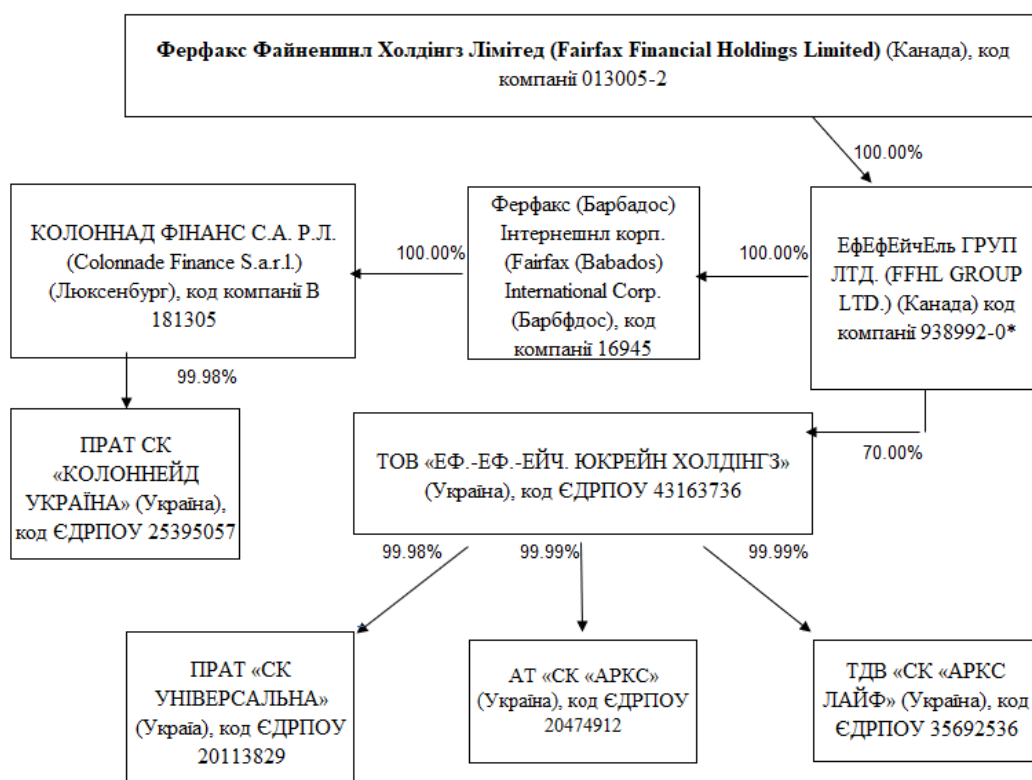 Ферфакс Файненшнл Холдінгз Лімітед (Fairfax Financial Holdings Limited) (Канада), код
компанії 013005-2
100.00%
КОЛОННАД ФІНАНС С.А. Р.Л.
(Colonnade Finance S.a.r.l.)
(Люксенбург), код компанії B
181305
100.00%
Ферфакс (Барбадос)
Інтернешнл корп.
(Fairfax (Babados)
International Corp.
(Барбфдос), код
компанії 16945
100.00%
ЕфЕфЕйчЕль ГРУП
ЛТД. (FFHL GROUP
LTD.) (Канада) код
компанії 938992-0*
99.98%
70.00%
ПРАТ СК
«КОЛОННЕЙД
УКРАЇНА» (Україна),
код ЄДРПОУ 25395057
ТОВ «ЕФ.-ЕФ.-ЕЙЧ. ЮКРЕЙН ХОЛДІНГЗ»
(Україна), код ЄДРПОУ 43163736
99.98%
99.99%
99.99%
ПРАТ «СК
УНІВЕРСАЛЬНА»
(Україа), код ЄДРПОУ
20113829
АТ «СК «АРКС»
(Україна), код ЄДРПОУ
20474912
ТДВ «СК «АРКС
ЛАЙФ» (Україна), код
ЄДРПОУ 35692536